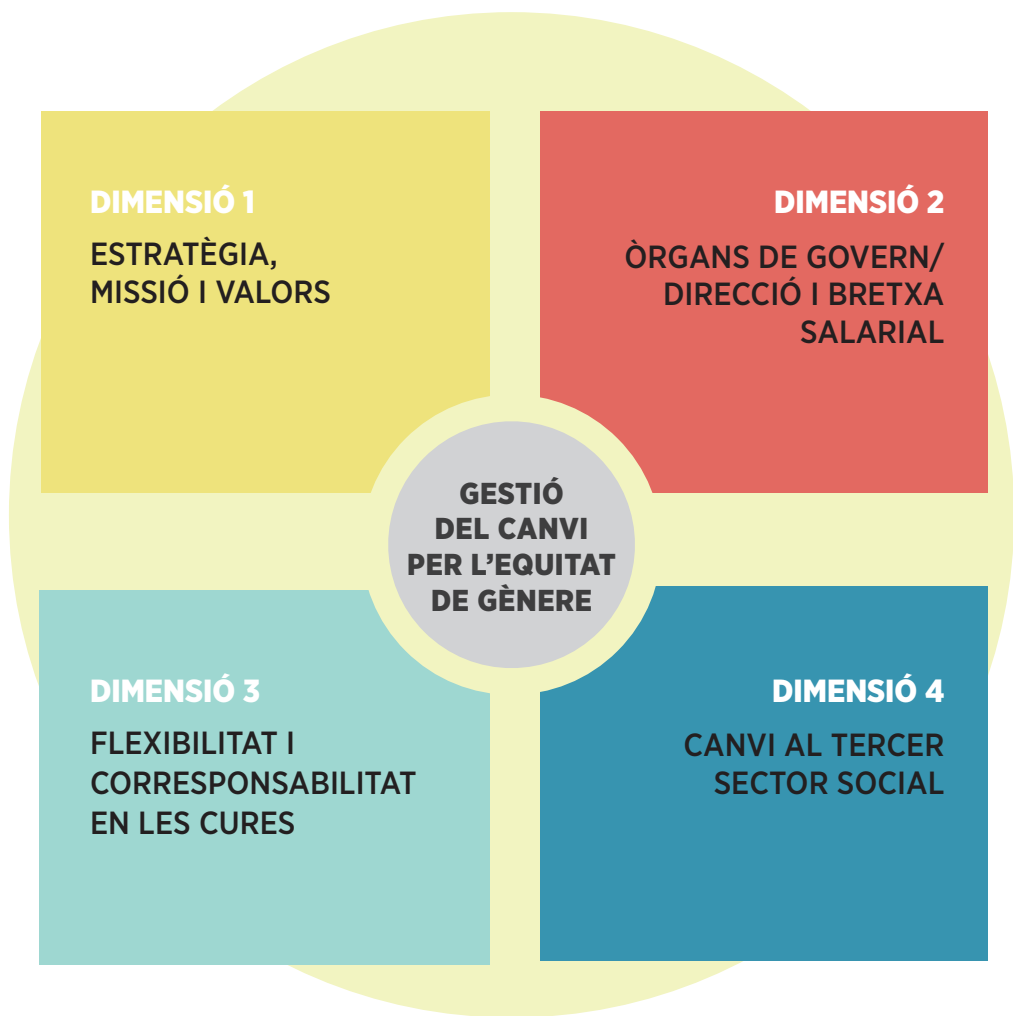 DIMENSIÓ 1
ESTRATÈGIA,
MISSIÓ I VALORS
DIMENSIÓ 2
ÒRGANS DE GOVERN/
DIRECCIÓ I BRETXA
SALARIAL
GESTIÓ
DEL CANVI
PER L’EQUITAT
DE GÈNERE
DIMENSIÓ 3
FLEXIBILITAT I
CORRESPONSABILITAT
EN LES CURES
DIMENSIÓ 4
CANVI AL TERCER
SECTOR SOCIAL